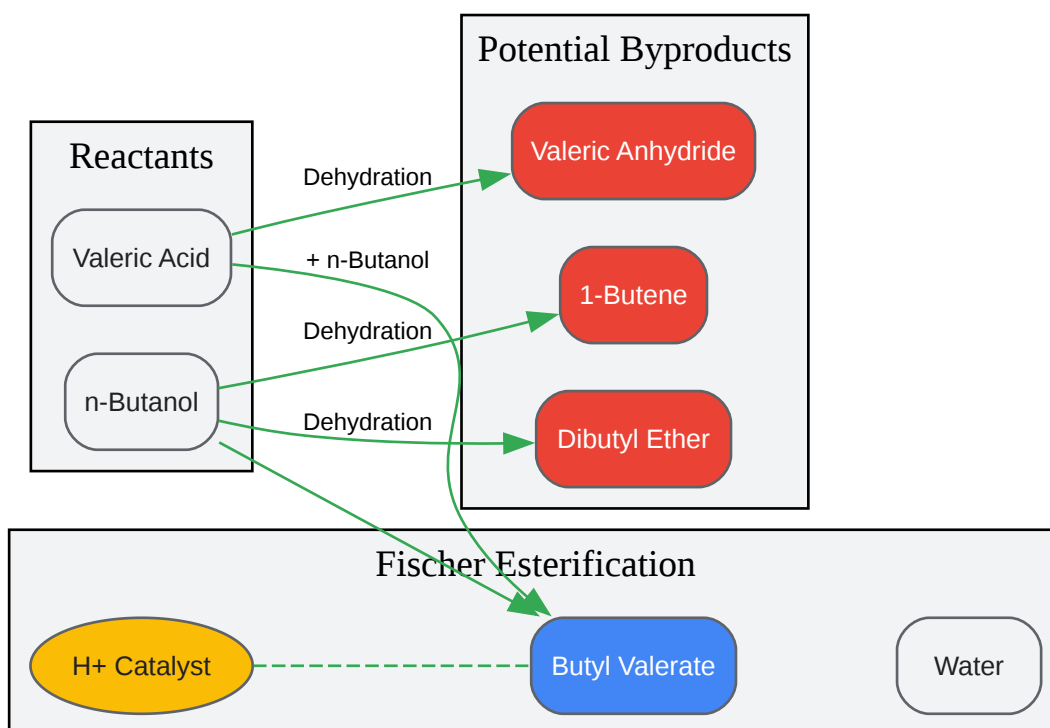 Potential Byproducts
Reactants
Valeric Anhydride
Dehydration
Valeric Acid
+ n-Butanol
1-Butene
Dehydration
n-Butanol
Dehydration
Dibutyl Ether
Fischer Esterification
H+ Catalyst
Butyl Valerate
Water